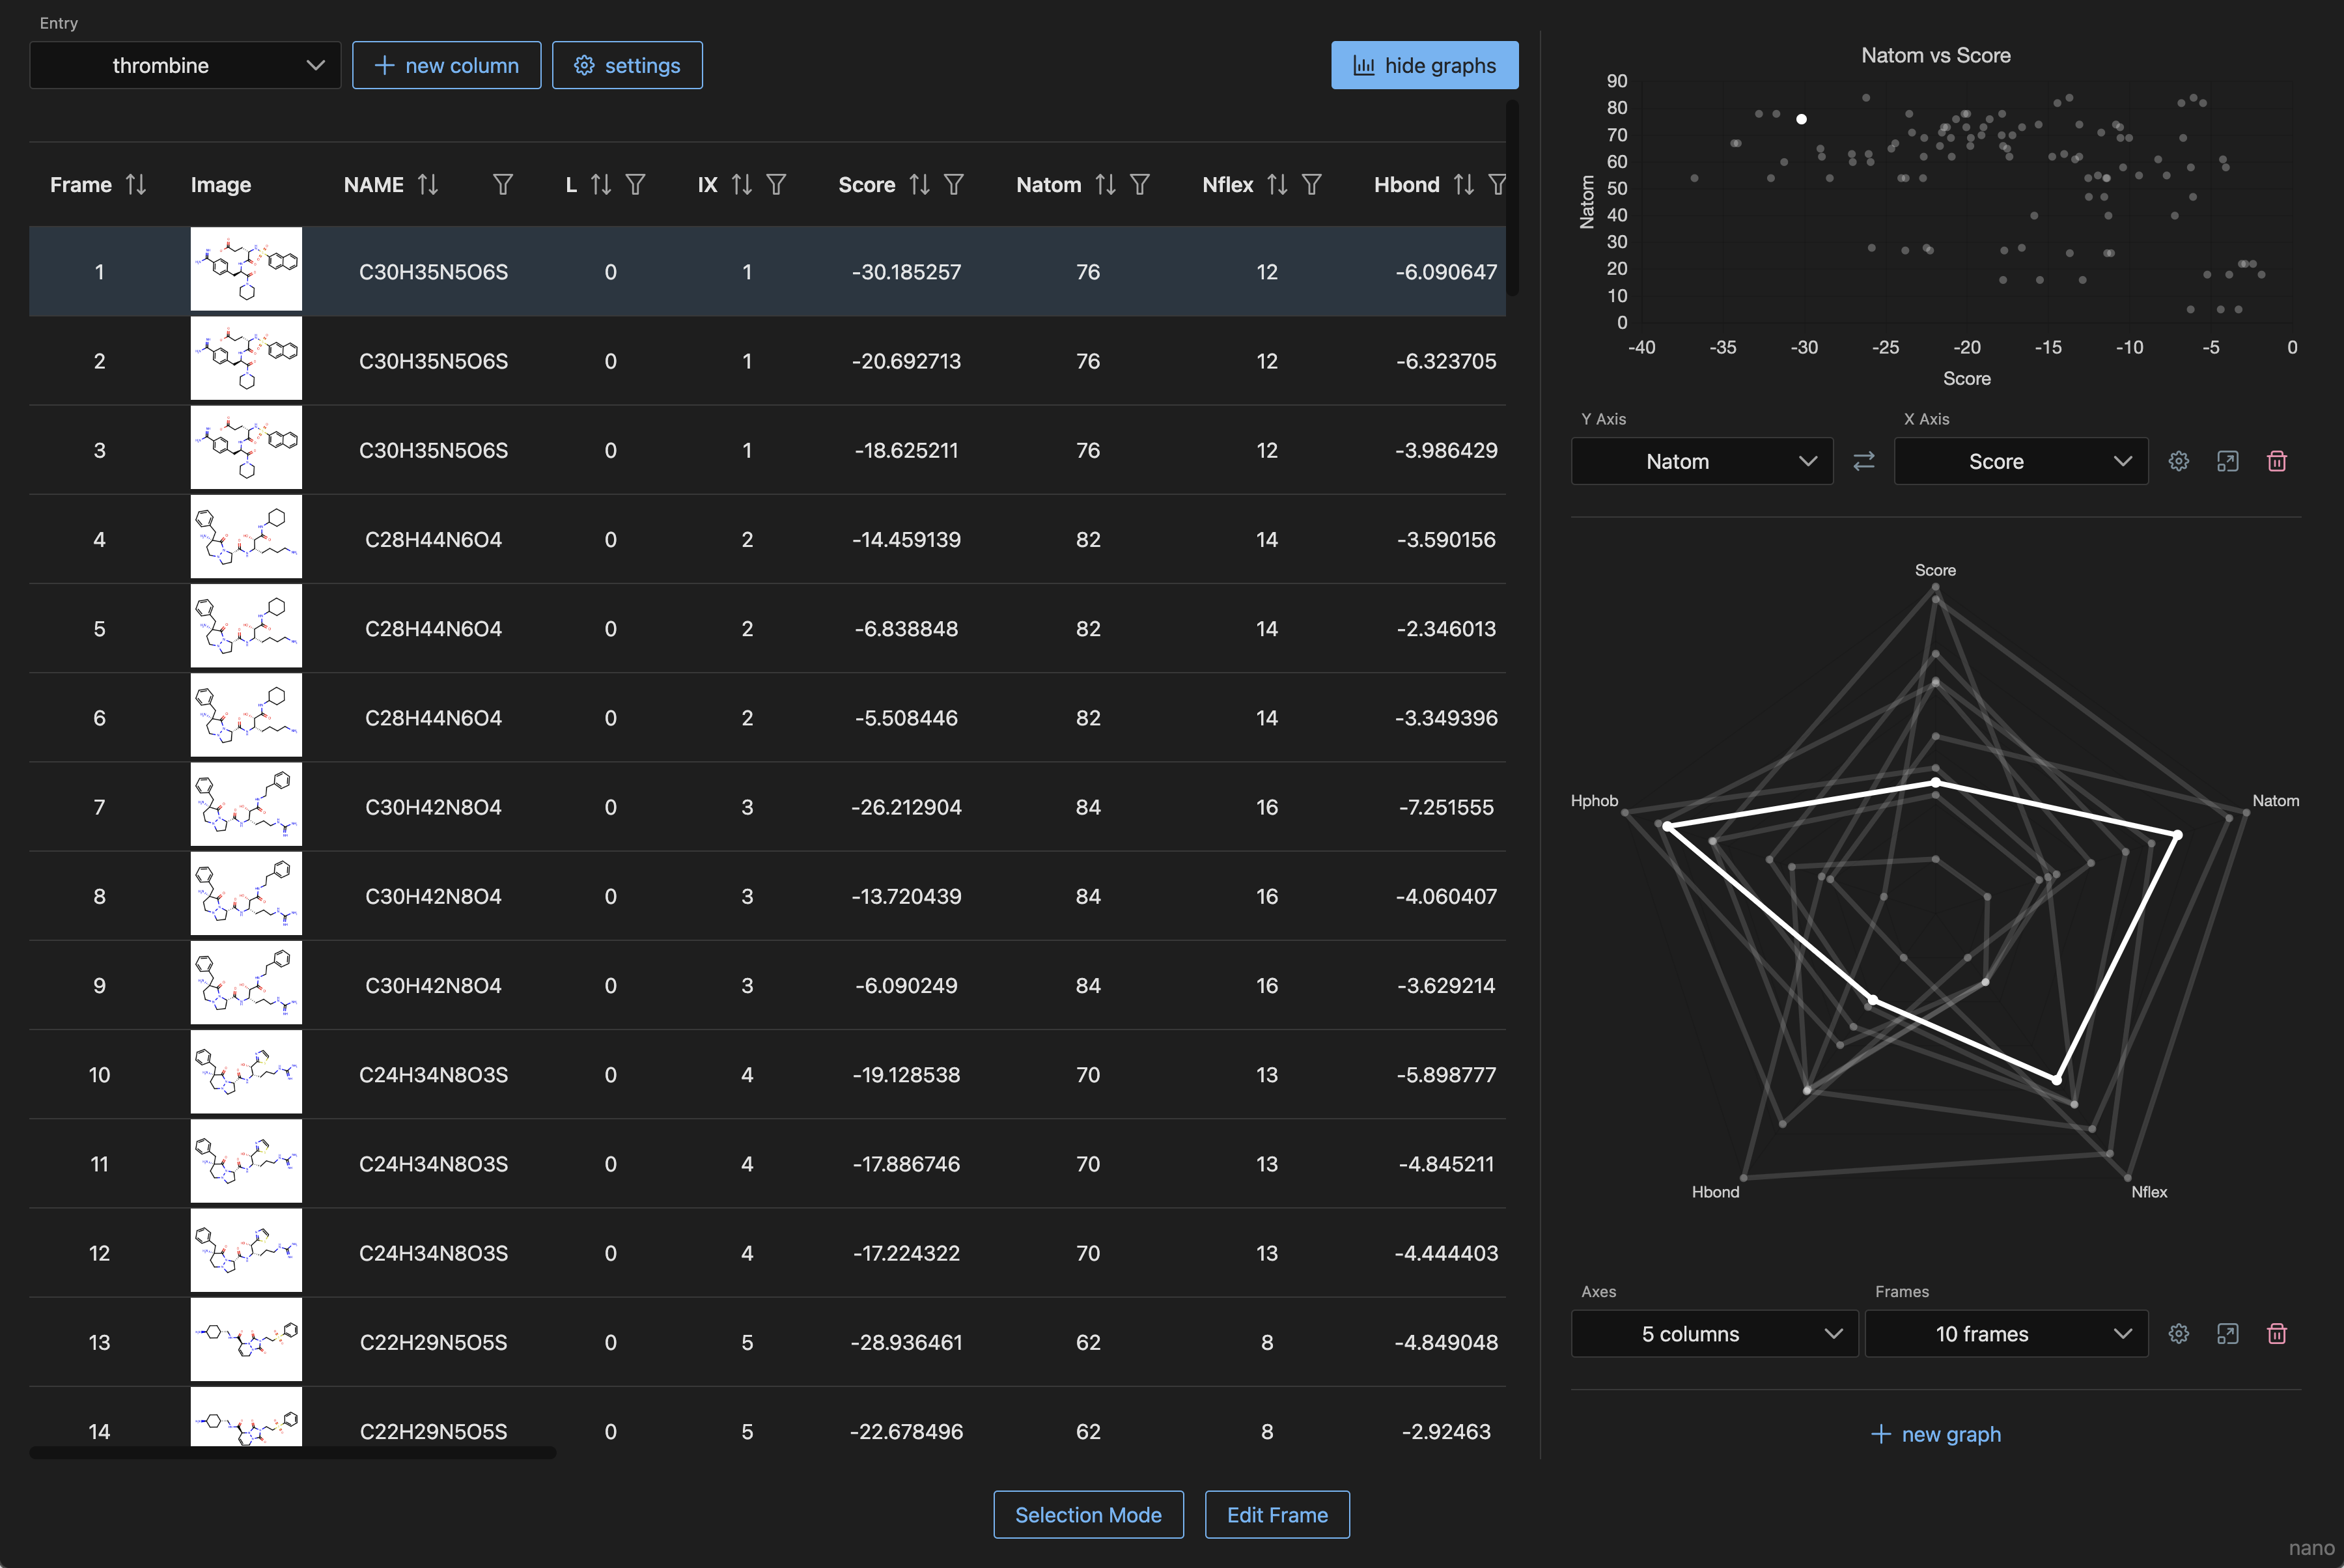 Entry
thrombine
new column
settings
hide graphs
Frame Image NAME L IX Score Natom Nflex Hbond
1 C30H35N5O6S 0 1 -30.185257 76 12 -6.090647
2 C30H35N5O6S 0 1 -20.692713 76 12 -6.323705
3 C30H35N5O6S 0 1 -18.625211 76 12 -3.986429
4 C28H44N6O4 0 2 -14.459139 82 14 -3.590156
5 C28H44N6O4 0 2 -6.838848 82 14 -2.346013
6 C28H44N6O4 0 2 -5.508446 82 14 -3.349396
7 C30H42N8O4 0 3 -26.212904 84 16 -7.251555
8 C30H42N8O4 0 3 -13.720439 84 16 -4.060407
9 C30H42N8O4 0 3 -6.090249 84 16 -3.629214
10 C24H34N8O3S 0 4 -19.128538 70 13 -5.898777
11 C24H34N8O3S 0 4 -17.886746 70 13 -4.845211
12 C24H34N8O3S 0 4 -17.224322 70 13 -4.444403
13 C22H29N5O5S 0 5 -28.936461 62 8 -4.849048
14 C22H29N5O5S 0 5 -22.678496 62 8 -2.92463
Selection Mode
Edit Frame
Natom vs Score
Natom
90
80
70
60
50
40
30
20
10
0
-40 -35 -30 -25 -20 -15 -10 -5 0
Score
Y Axis
Natom
X Axis
Score
Score
Hphob
Natom
Hbond
Nflex
Axes
5 columns
Frames
10 frames
new graph
nano